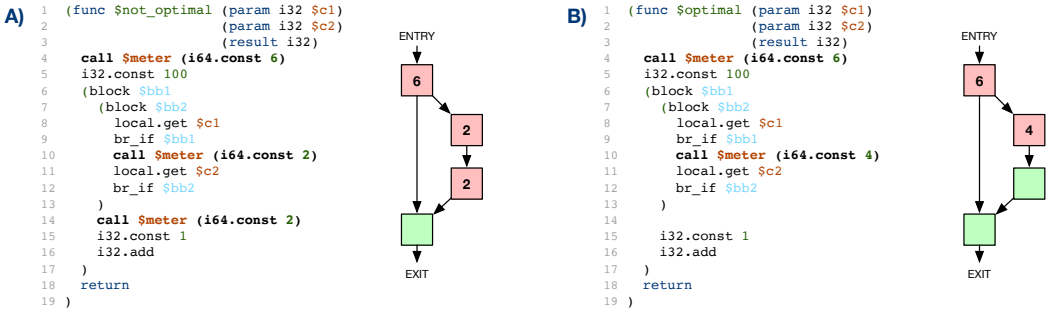 A)
1 (func $not_optimal (param i32 $c1)
2 (param i32 $c2)
3 (result i32)
4 call $meter (i64.const 6)
5 i32.const 100
6 (block $bb1
7 (block $bb2
8 local.get $c1
9 br_if $bb1
10 call $meter (i64.const 2)
11 local.get $c2
12 br_if $bb2
13 )
14 call $meter (i64.const 2)
15 i32.const 1
16 i32.add
17 )
18 return
19 )
ENTRY
6
2
2
EXIT
B)
1 (func $optimal (param i32 $c1)
2 (param i32 $c2)
3 (result i32)
4 call $meter (i64.const 6)
5 i32.const 100
6 (block $bb1
7 (block $bb2
8 local.get $c1
9 br_if $bb1
10 call $meter (i64.const 4)
11 local.get $c2
12 br_if $bb2
13 )
14
15 i32.const 1
16 i32.add
17 )
18 return
19 )
ENTRY
6
4
EXIT